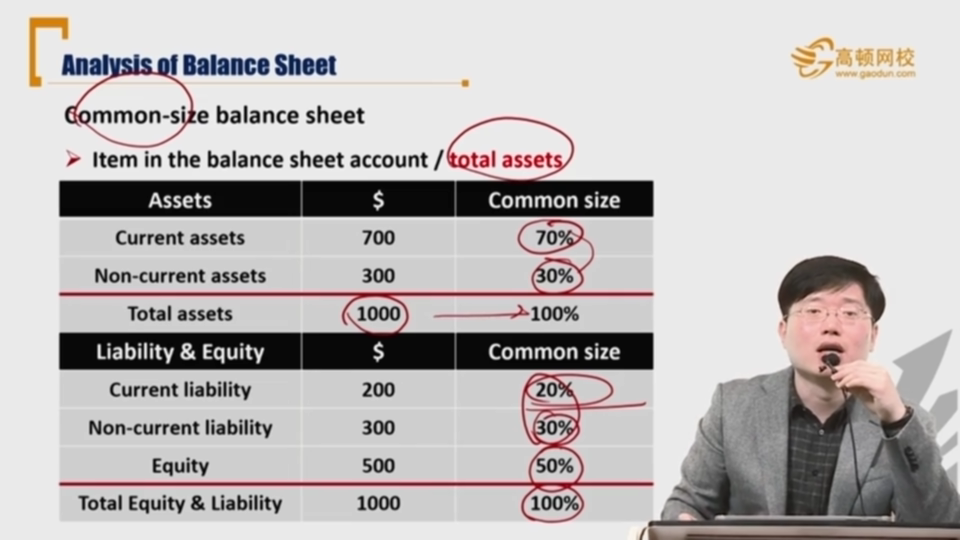 Analysis of Balance Sheet
高顿网校
www.gaodun.com
Common-size balance sheet
➢ Item in the balance sheet account / total assets
Assets $ Common size
Current assets 700 70%
Non-current assets 300 30%
Total assets 1000 100%
Liability & Equity $ Common size
Current liability 200 20%
Non-current liability 300 30%
Equity 500 50%
Total Equity & Liability 1000 100%